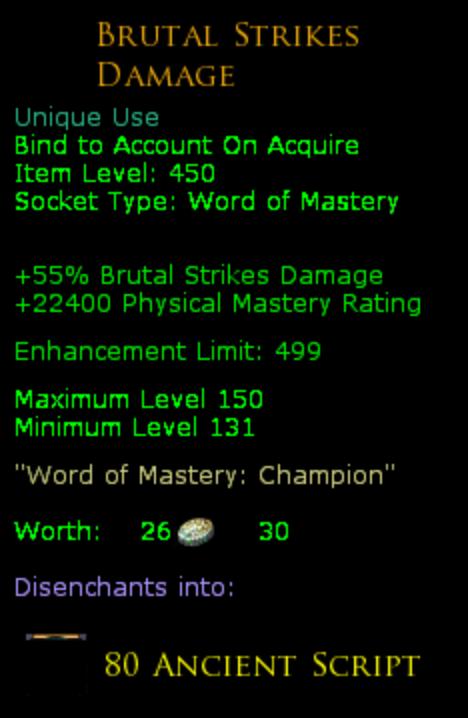 Brutal Strikes
Damage
Unique Use
Bind to Account On Acquire
Item Level: 450
Socket Type: Word of Mastery
+55% Brutal Strikes Damage
+22400 Physical Mastery Rating
Enhancement Limit: 499
Maximum Level 150
Minimum Level 131
"Word of Mastery: Champion"
Worth: 26 30
Disenchants into:
80 Ancient Script